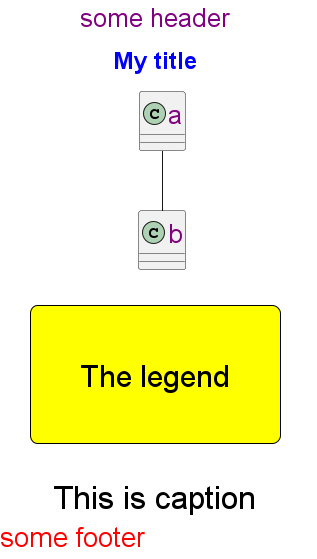 some header
My title
C a
C b
The legend
This is caption
some footer